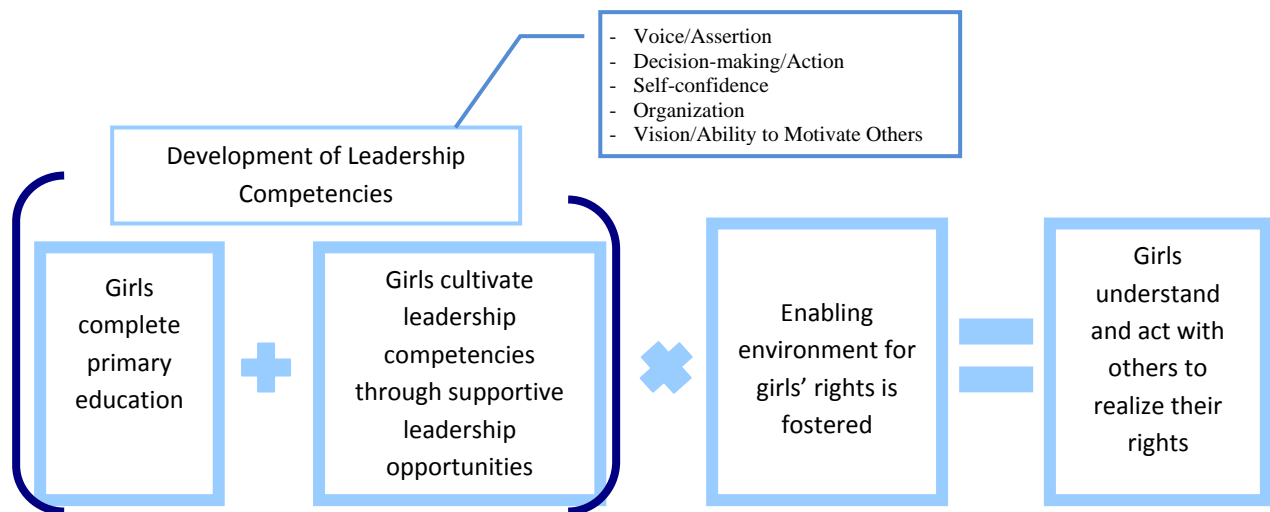 - Voice/Assertion
- Decision-making/Action
- Self-confidence
- Organization
- Vision/Ability to Motivate Others
Development of Leadership
Competencies
Girls
complete
primary
education
Girls cultivate
leadership
competencies
through supportive
leadership
opportunities
Enabling
environment for
girls’ rights is
fostered
Girls
understand
and act with
others to
realize their
rights